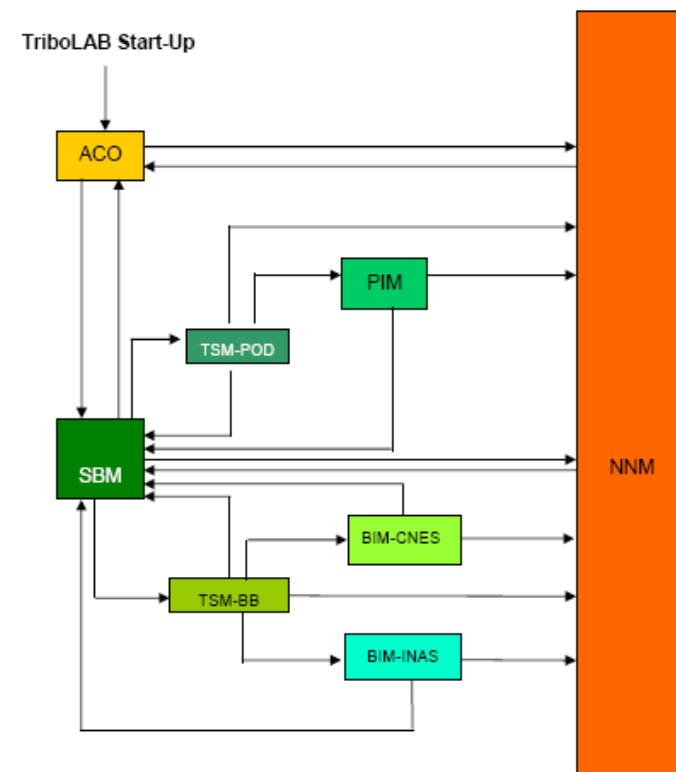 TriboLAB Start-Up
ACO
PIM
TSM-POD
SBM
NNM
BIM-CNES
TSM-BB
BIM-INAS